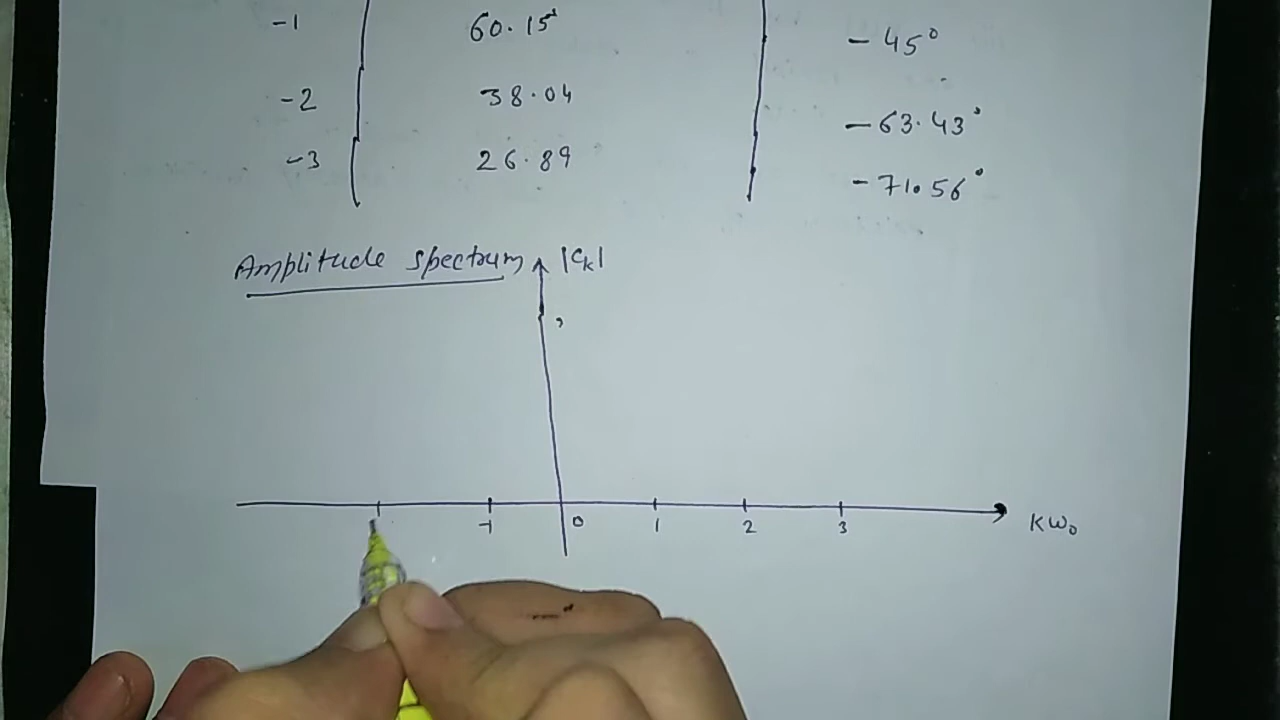 -1 60.15 -45°
-2 38.04 -63.43°
-3 26.89 -71.56°
Amplitude spectrum |Ck|
-1 0 1 2 3 Kω₀